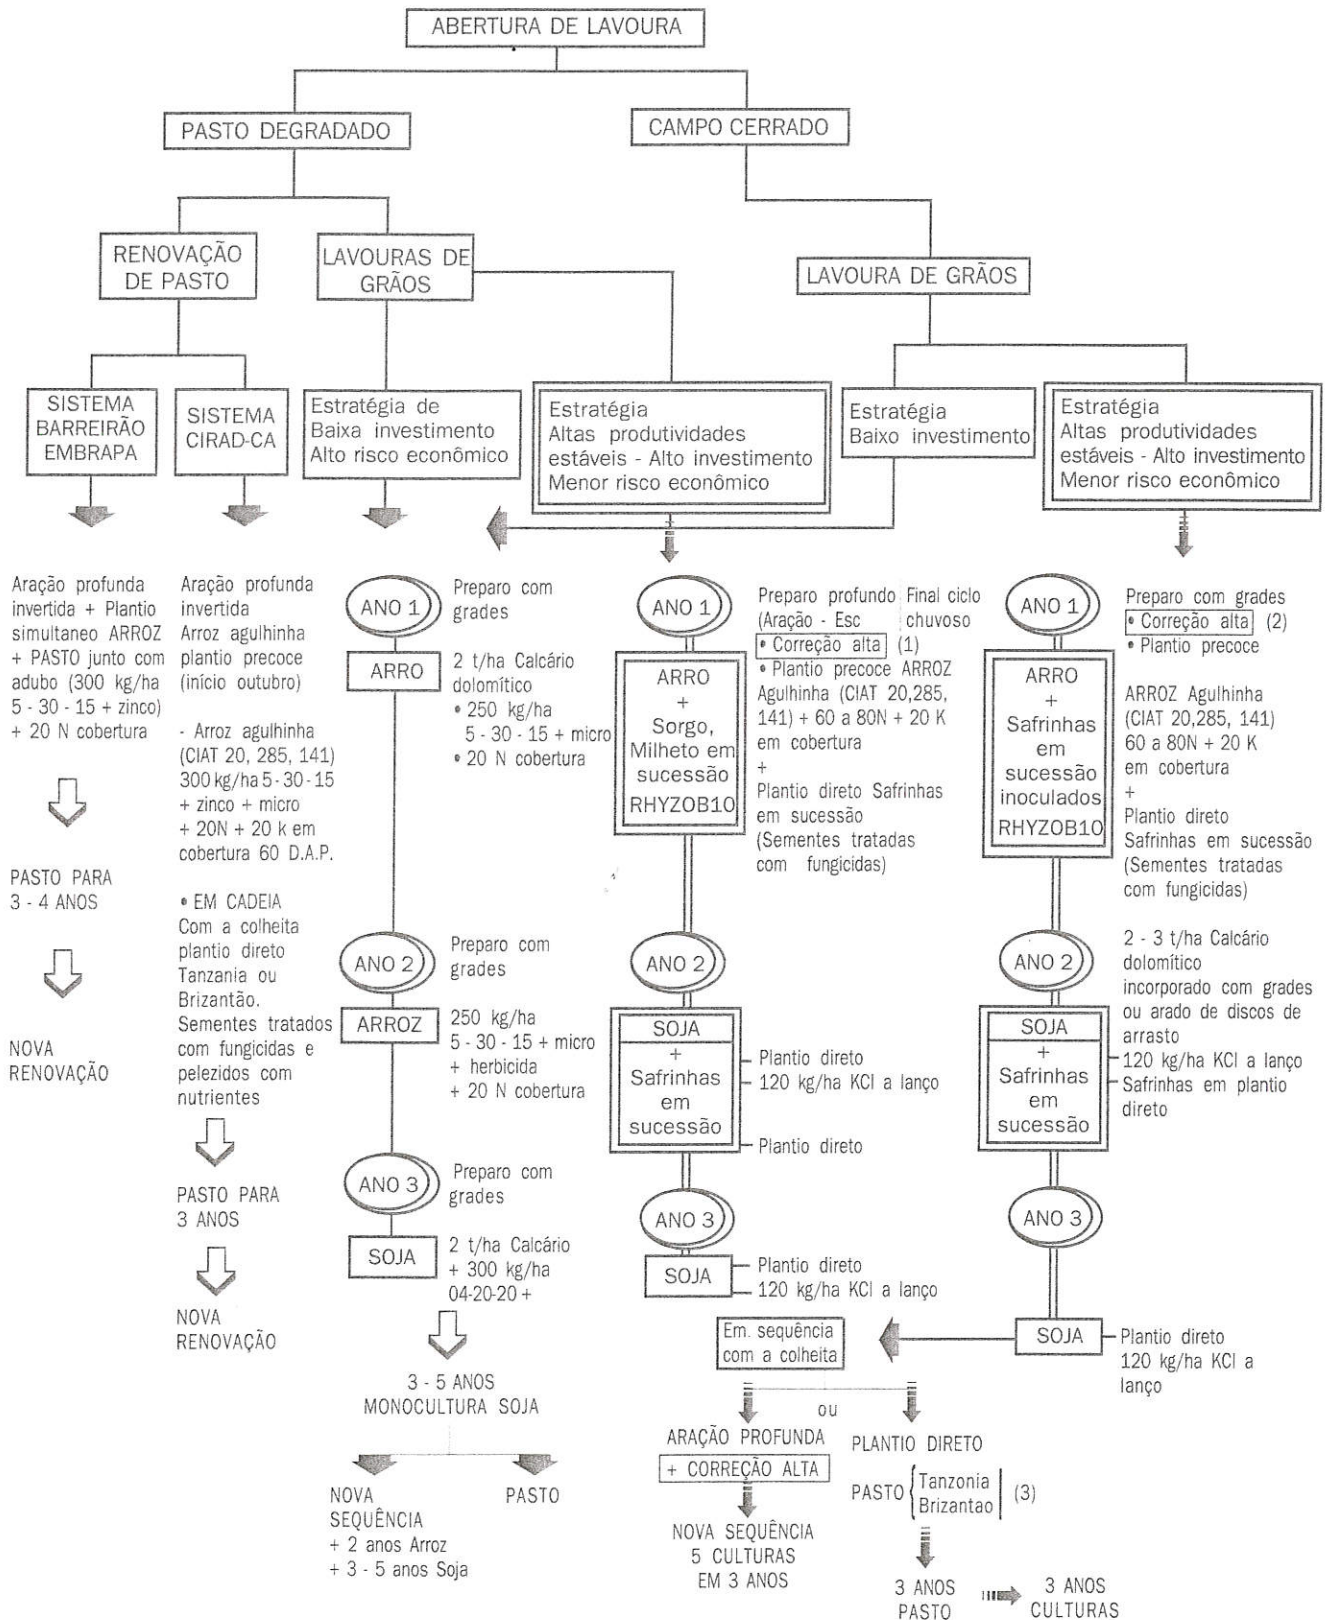 ABERTURA DE LAVOURA
PASTO DEGRADADO
CAMPO CERRADO
RENOVAÇÃO
DE PASTO
LAVOURAS DE
GRÃOS
LAVOURA DE GRÃOS
SISTEMA
BARREIRÃO
EMBRAPA
SISTEMA
CIRAD-CA
Estratégia de
Baixa investimento
Alto risco econômico
Estratégia
Altas produtividades
estáveis - Alto investimento
Menor risco econômico
Estratégia
Baixo investimento
Estratégia
Altas produtividades
estáveis - Alto investimento
Menor risco econômico
Aração profunda
invertida + Plantio
simultaneo ARROZ
+ PASTO junto com
adubo (300 kg/ha
5 - 30 - 15 + zinco)
+ 20 N cobertura
PASTO PARA
3 - 4 ANOS
NOVA
RENOVAÇÃO
Aração profunda
invertida
Arroz agulhinha
plantio precoce
(início outubro)
- Arroz agulhinha
(CIAT 20, 285, 141)
300 kg/ha 5 - 30 - 15
+ zinco + micro
+ 20N + 20 k em
cobertura 60 D.A.P.
• EM CADEIA
Com a colheita
plantio direto
Tanzania ou
Brizantão.
Sementes tratados
com fungicidas e
pelezidos com
nutrientes
PASTO PARA
3 ANOS
NOVA
RENOVAÇÃO
ANO 1
Preparo com
grades
ARRO
2 t/ha Calcário
dolomítico
• 250 kg/ha
5 - 30 - 15 + micro
• 20 N cobertura
ANO 2
Preparo com
grades
ARROZ
250 kg/ha
5 - 30 - 15 + micro
+ herbicida
+ 20 N cobertura
ANO 3
Preparo com
grades
SOJA
2 t/ha Calcário
+ 300 kg/ha
04-20-20 +
3 - 5 ANOS
MONOCULTURA SOJA
NOVA
SEQUÊNCIA
+ 2 anos Arroz
+ 3 - 5 anos Soja
PASTO
ANO 1
ARRO
+
Sorgo,
Milheto em
sucessão
RHYZOB10
Preparo profundo Final ciclo
(Aração - Esc chuvoso
• Correção alta (1)
• Plantio precoce ARROZ
Agulhinha (CIAT 20,285,
141) + 60 a 80N + 20 K
em cobertura
+
Plantio direto Safrinhas
em sucessão
(Sementes tratadas
com fungicidas)
ANO 2
SOJA
+
Safrinhas
em
sucessão
Plantio direto
120 kg/ha KCI a lanço
Plantio direto
ANO 3
SOJA
Plantio direto
120 kg/ha KCI a lanço
ANO 1
ARRO
+
Safrinhas
em
sucessão
inoculados
RHYZOB10
Preparo com grades
• Correção alta (2)
• Plantio precoce
ARROZ Agulhinha
(CIAT 20,285, 141)
60 a 80N + 20 K
em cobertura
+
Plantio direto
Safrinhas em sucessão
(Sementes tratadas
com fungicidas)
ANO 2
SOJA
+
Safrinhas
em
sucessão
2 - 3 t/ha Calcário
dolomítico
incorporado com grades
ou arado de discos de
arrasto
120 kg/ha KCI a lanço
Safrinhas em plantio
direto
ANO 3
SOJA
Plantio direto
120 kg/ha KCI a
lanço
Em. sequência
com a colheita
ou
ARAÇÃO PROFUNDA
+ CORREÇÃO ALTA
NOVA SEQUÊNCIA
5 CULTURAS
EM 3 ANOS
PLANTIO DIRETO
PASTO { Tanzonia
Brizantao | (3)
3 ANOS
PASTO
3 ANOS
CULTURAS